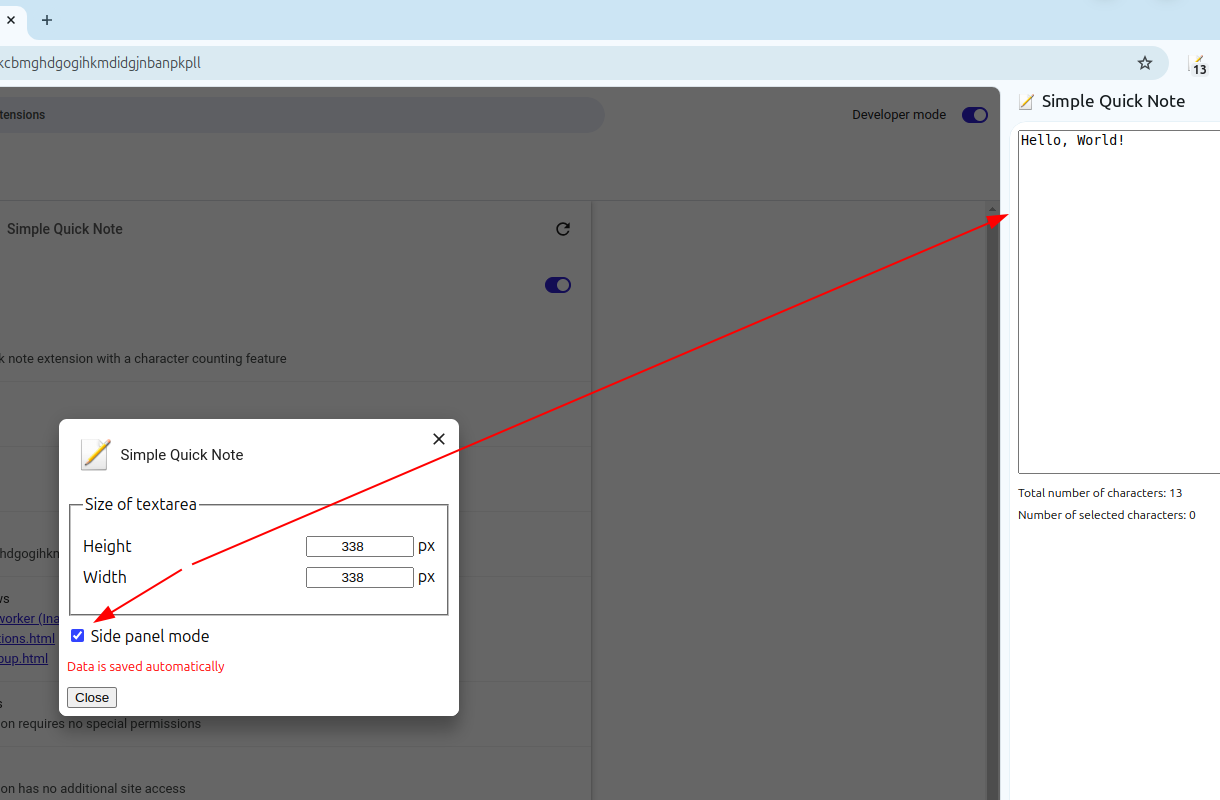 kcbmghdgogihkmdidgjnbanpkpll
13
Simple Quick Note
tensions
Developer mode
Hello, World!
Simple Quick Note
k note extension with a character counting feature
Simple Quick Note
Size of textarea
Height 338 px
Width 338 px
Side panel mode
Data is saved automatically
Close
Total number of characters: 13
Number of selected characters: 0
hdgogihkn
ws
worker (Ina
tions.html
oup.html
s
on requires no special permissions
on has no additional site access